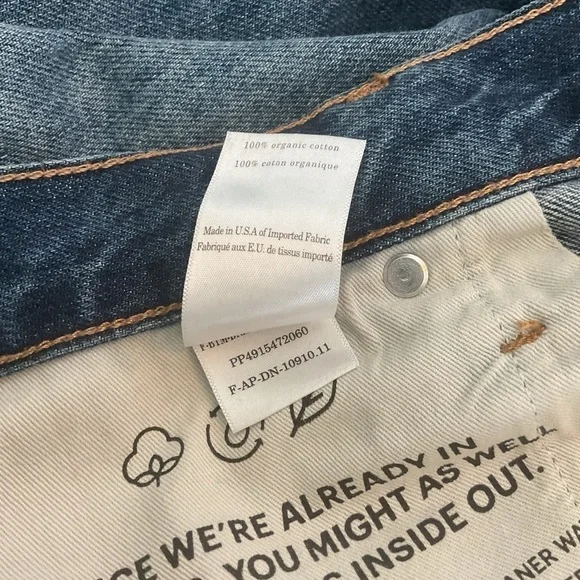 100% organic cotton
100% coton organique
Made in U.S.A of Imported Fabric
Fabriqué aux E.U. de tissus importé
PP4915472060
F-AP-DN-10910.11
WE'RE ALREADY IN
YOU MIGHT AS WELL
INSIDE OUT.